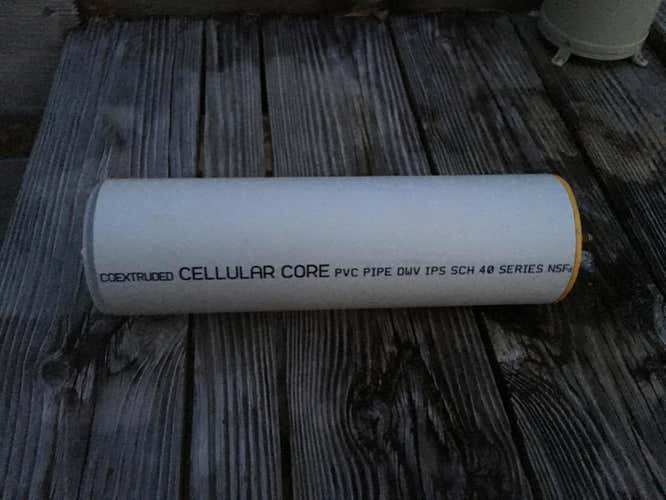 COEXTRUDED CELLULAR CORE PVC PIPE DWV IPS SCH 40 SERIES NSF